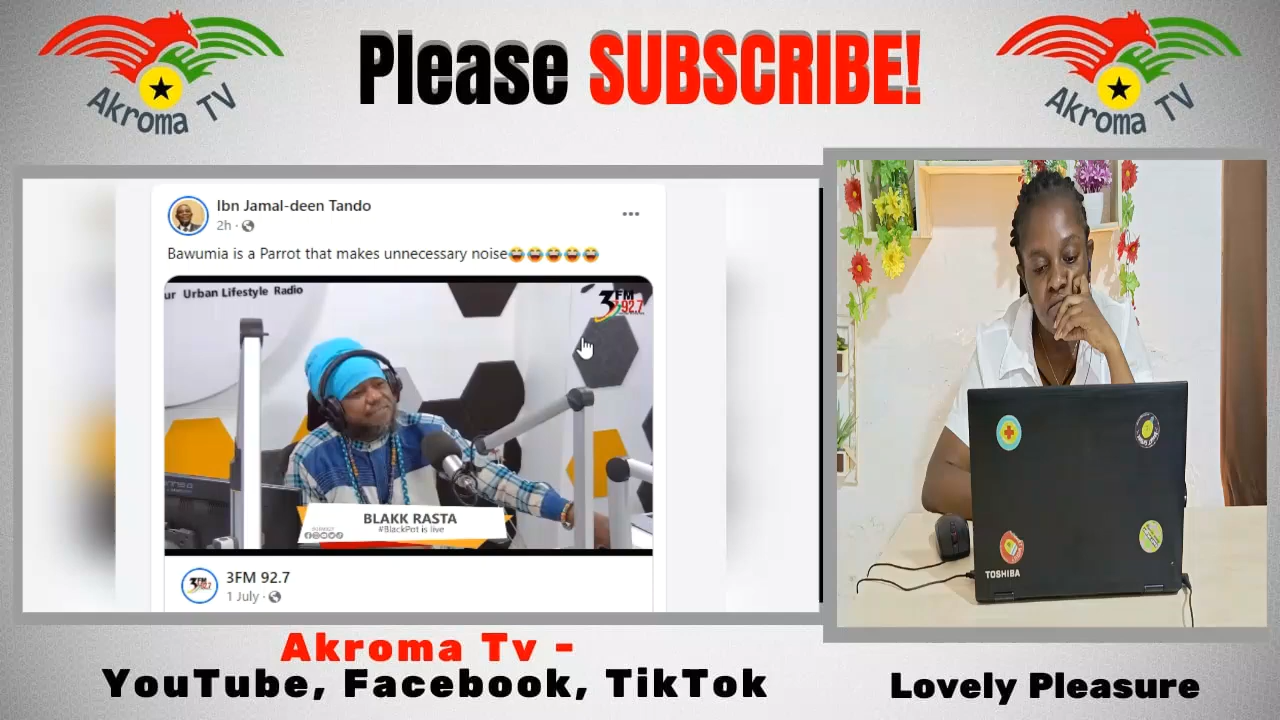 Akroma TV
Please SUBSCRIBE!
Akroma TV
Ibn Jamal-deen Tando
2h
Bawumia is a Parrot that makes unnecessary noise😂😂😂😂😂
ur Urban Lifestyle Radio
3FM
92.7
BLAKK RASTA
#BlackPot is live
3FM 92.7
1 July
TOSHIBA
Akroma Tv -
YouTube, Facebook, TikTok
Lovely Pleasure